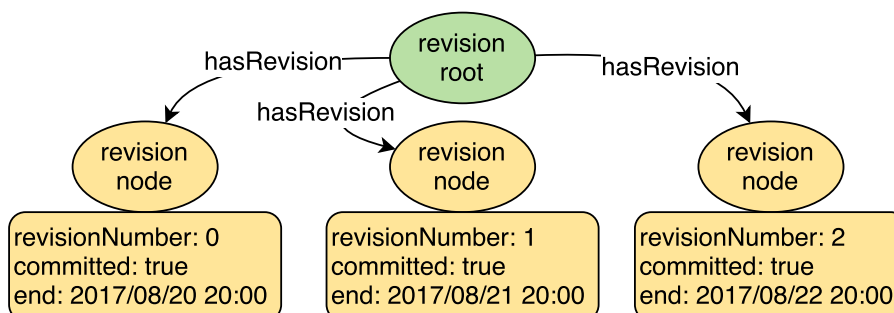 revision
root
hasRevision
hasRevision
hasRevision
revision
node
revision
node
revision
node
revisionNumber: 0
committed: true
end: 2017/08/20 20:00
revisionNumber: 1
committed: true
end: 2017/08/21 20:00
revisionNumber: 2
committed: true
end: 2017/08/22 20:00